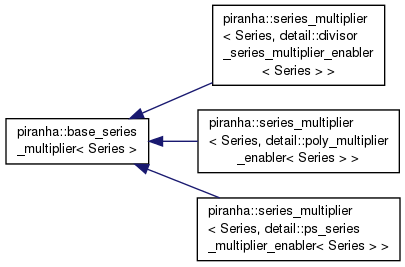 piranha::series_multiplier
< Series, detail::divisor
_series_multiplier_enabler
< Series > >
piranha::base_series
_multiplier< Series >
piranha::series_multiplier
< Series, detail::poly_multiplier
_enabler< Series > >
piranha::series_multiplier
< Series, detail::ps_series
_multiplier_enabler< Series > >